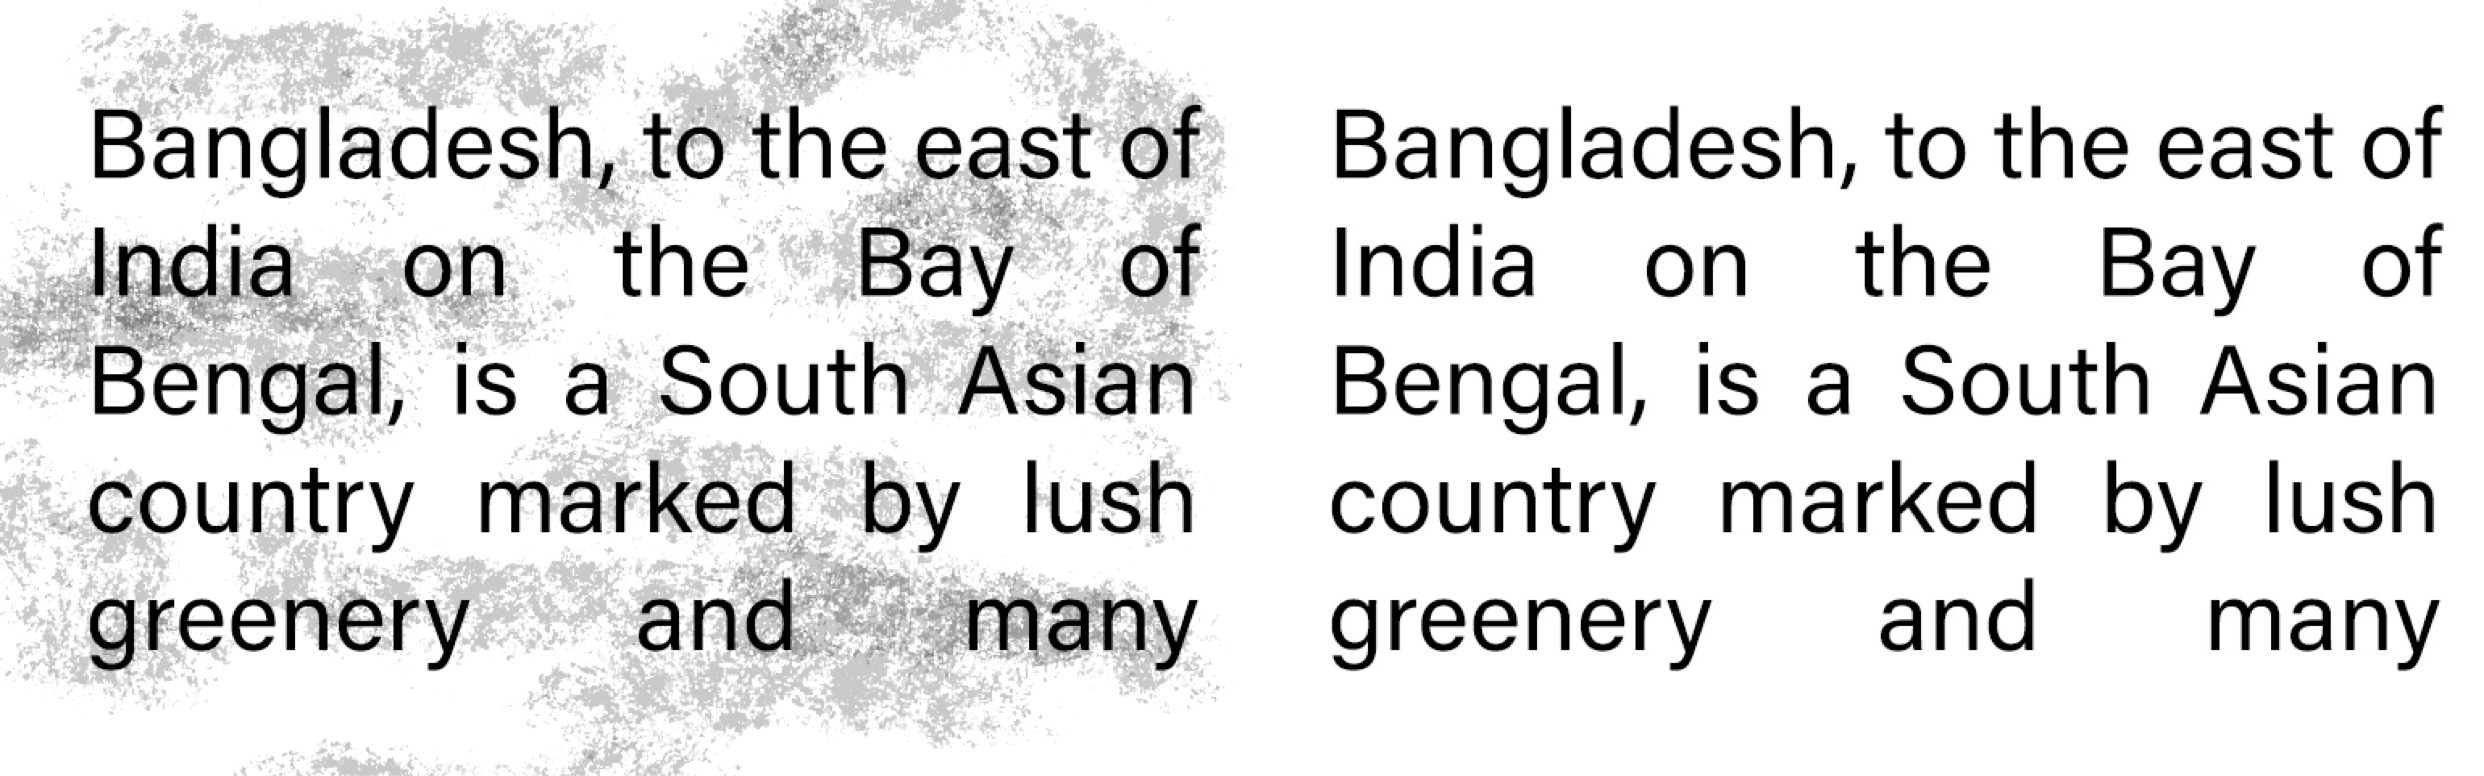 Bangladesh, to the east of
India on the Bay of
Bengal, is a South Asian
country marked by lush
greenery and many
Bangladesh, to the east of
India on the Bay of
Bengal, is a South Asian
country marked by lush
greenery and many